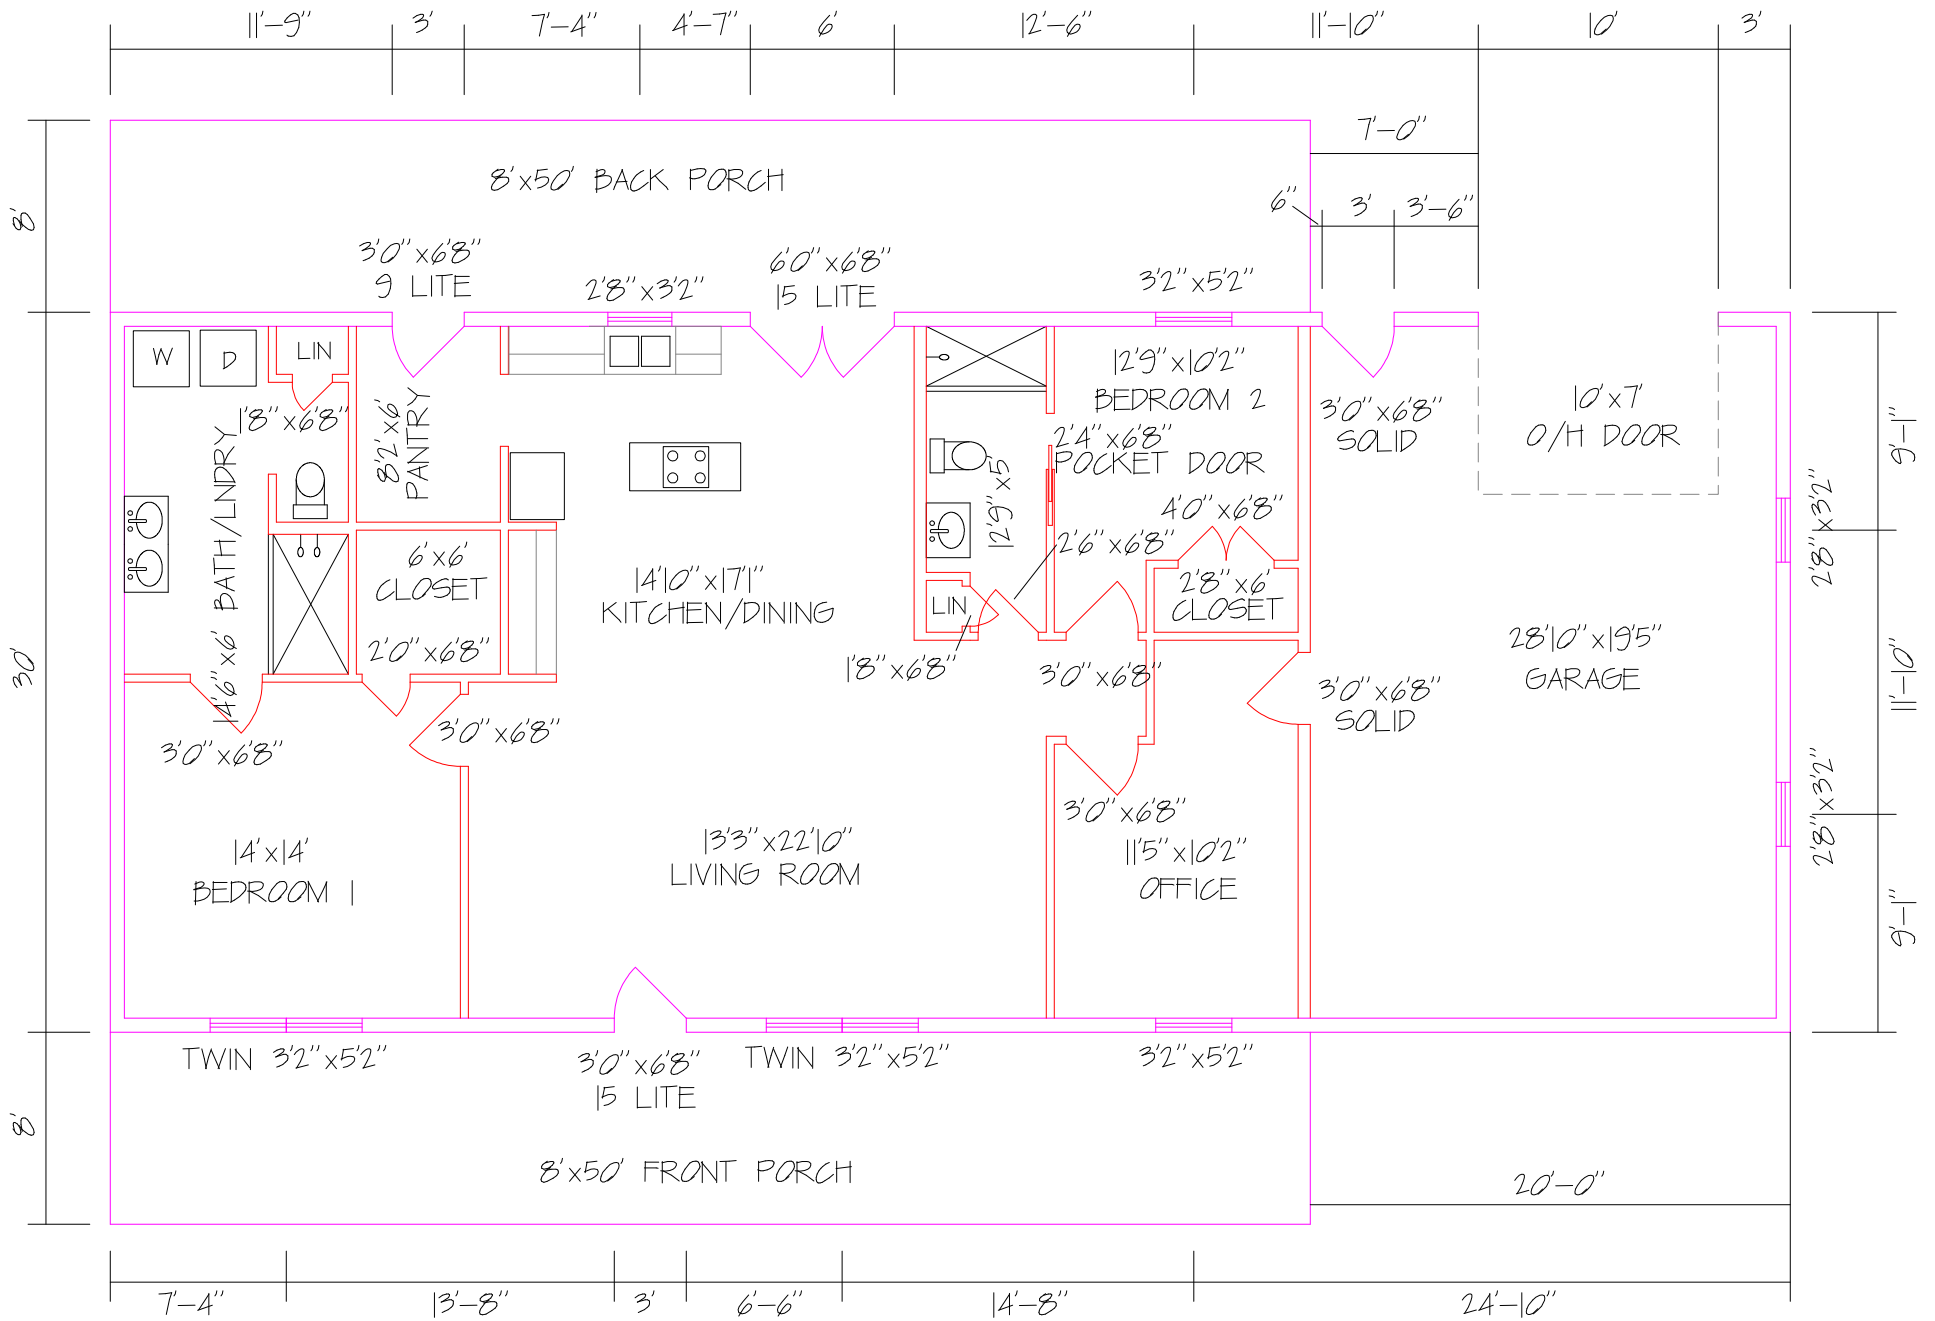 11'-9" 3' 7'-4" 4'-7" 6' 12'-6" 11'-10" 10' 3'
7'-0"
8'x50' BACK PORCH
6" 3' 3'-6"
8'
3'0"x6'8"
9 LITE
2'8"x3'2"
6'0"x6'8"
15 LITE
3'2"x5'2"
W D LIN
1'8"x6'8"
8'2'x6'
PANTRY
12'9"x10'2"
BEDROOM 2
2'4"x6'8"
POCKET DOOR
3'0"x6'8"
SOLID
10'x7'
O/H DOOR
9'-1"
14'6"x6' BATH/LNDRY
12'9"x5'
4'0"x6'8"
2'8"x3'2"
6'x6'
CLOSET
14'10"x17'1"
KITCHEN/DINING
2'6"x6'8"
2'8"x6'
CLOSET
LIN
30'
2'0"x6'8"
1'8"x6'8"
3'0"x6'8"
28'10"x19'5"
GARAGE
11'-10"
3'0"x6'8"
SOLID
3'0"x6'8"
3'0"x6'8"
2'8"x3'2"
3'0"x6'8"
14'x14'
BEDROOM 1
13'3"x22'10"
LIVING ROOM
11'5"x10'2"
OFFICE
9'-1"
TWIN 3'2"x5'2"
3'0"x6'8"
15 LITE
TWIN 3'2"x5'2"
3'2"x5'2"
8'
8'x50' FRONT PORCH
20'-0"
7'-4" 13'-8" 3' 6'-6" 14'-8" 24'-10"